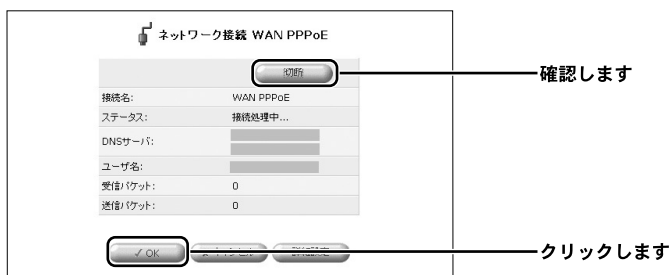 ネットワーク接続 WAN PPPoE
切断
確認します
接続名: WAN PPPoE
ステータス: 接続処理中...
DNSサーバ:
ユーザ名:
受信パケット: 0
送信パケット: 0
✓ OK
クリックします